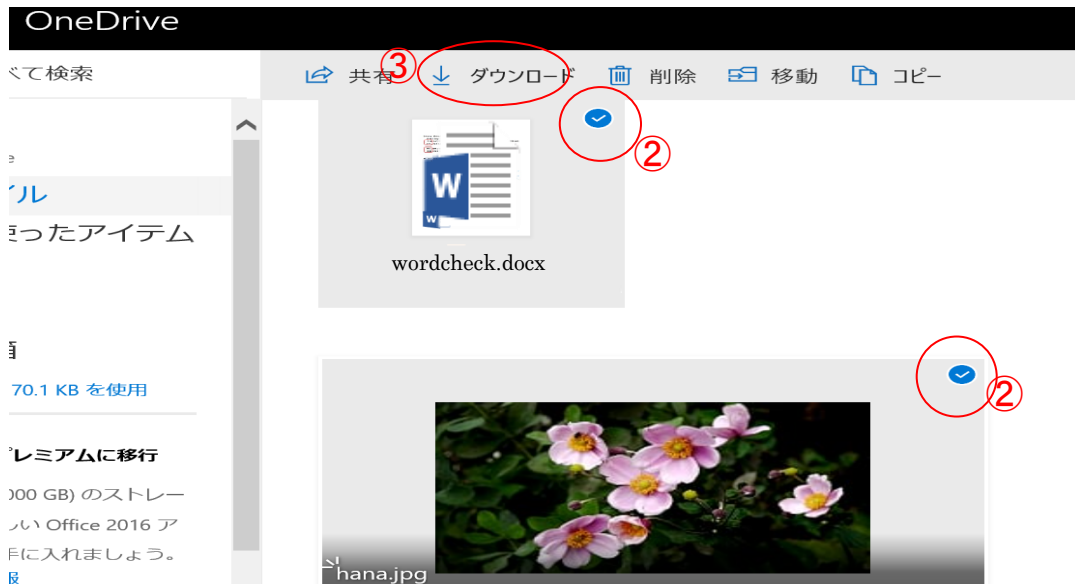 OneDrive
べて検索
共有 ③ ダウンロード 削除 移動 コピー
②
W
W
wordcheck.docx
e
イル
使ったアイテム
70.1 KB を使用
②
プレミアムに移行
000 GB) のストレー
しい Office 2016 ア
手に入れましょう。
報
hana.jpg